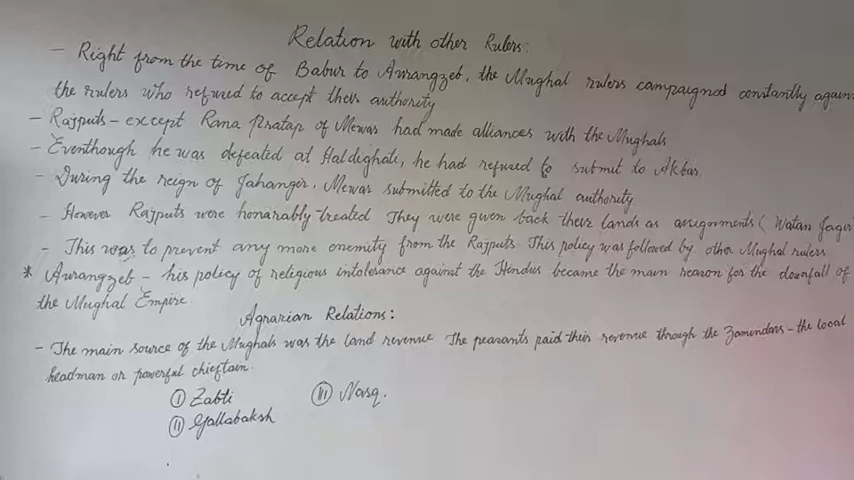 Relation with other Rulers:
- Right from the time of Babur to Aurangzeb, the Mughal rulers campaigned constantly again
the rulers who refused to accept their authority
- Rajputs - except Rana Pratap of Mewar had made alliances with the Mughals
- Eventhough he was defeated at Haldighati, he had refused to submit to Akbar.
- During the reign of Jahangir, Mewar submitted to the Mughal authority
- However Rajputs were honarably treated They were given back their lands as assignments (Watan Jagir
- This was to prevent any more enemity from the Rajputs. This policy was followed by other Mughal rulers
* Aurangzeb - his policy of religious intolerance against the Hindus became the main reason for the downfall of
the Mughal Empire
Agrarian Relations:
- The main source of the Mughals was the land revenue The peasants paid their revenue through the Zamindars - the local
headman or powerful chieftain.
(I) Zabti (III) Nasq.
(II) Gallabaksh